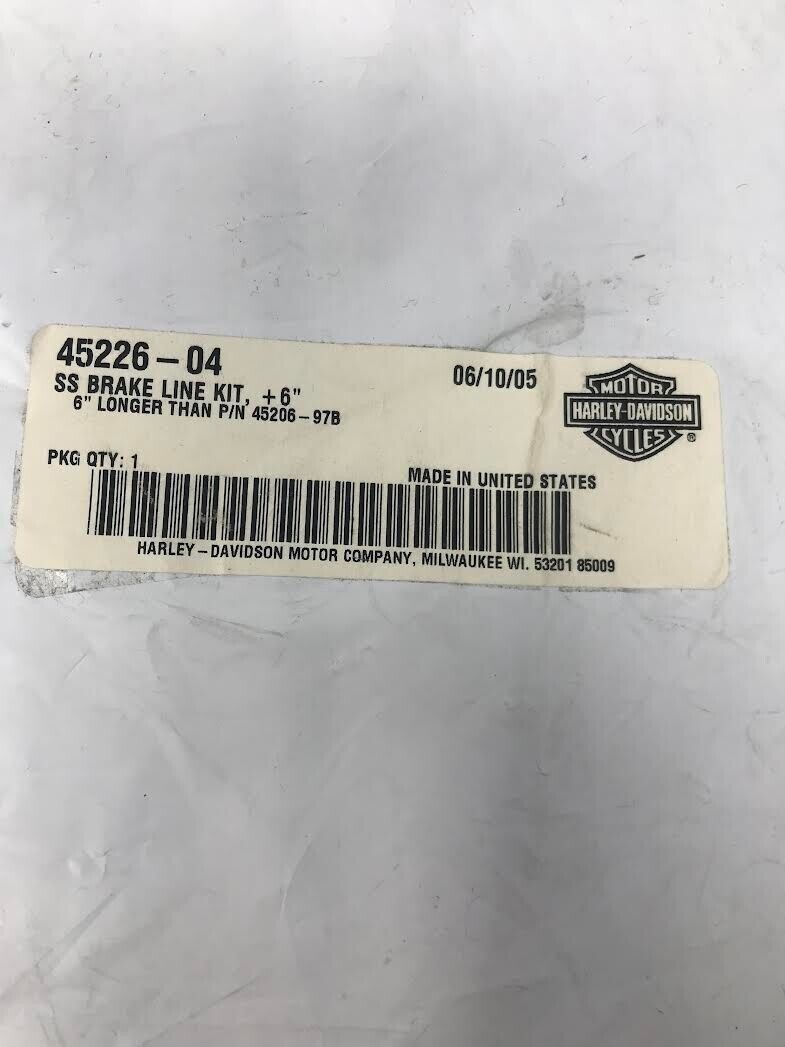 45226-04
SS BRAKE LINE KIT, +6"
6" LONGER THAN P/N 45206-97B
06/10/05
MOTOR
HARLEY-DAVIDSON
CYCLES ®
PKG QTY: 1
MADE IN UNITED STATES
HARLEY-DAVIDSON MOTOR COMPANY, MILWAUKEE WI. 53201 85009